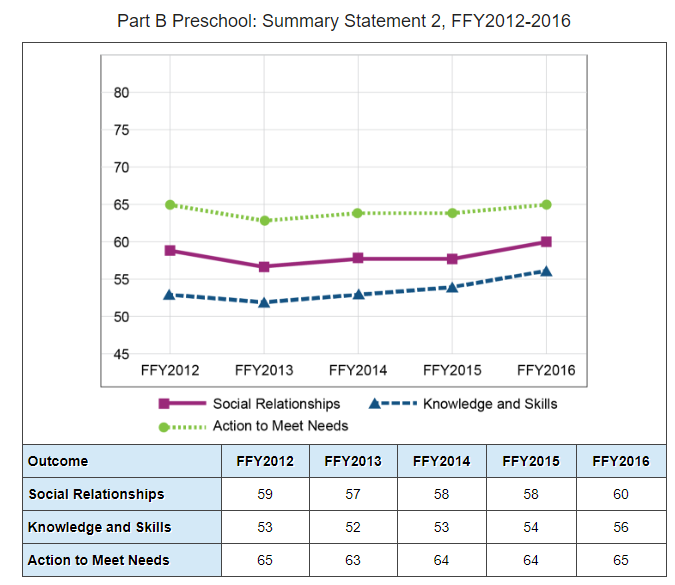 Part B Preschool: Summary Statement 2, FFY2012-2016
80
75
70
65
60
55
50
45
FFY2012 FFY2013 FFY2014 FFY2015 FFY2016
Social Relationships Knowledge and Skills
Action to Meet Needs
Outcome FFY2012 FFY2013 FFY2014 FFY2015 FFY2016
Social Relationships 59 57 58 58 60
Knowledge and Skills 53 52 53 54 56
Action to Meet Needs 65 63 64 64 65